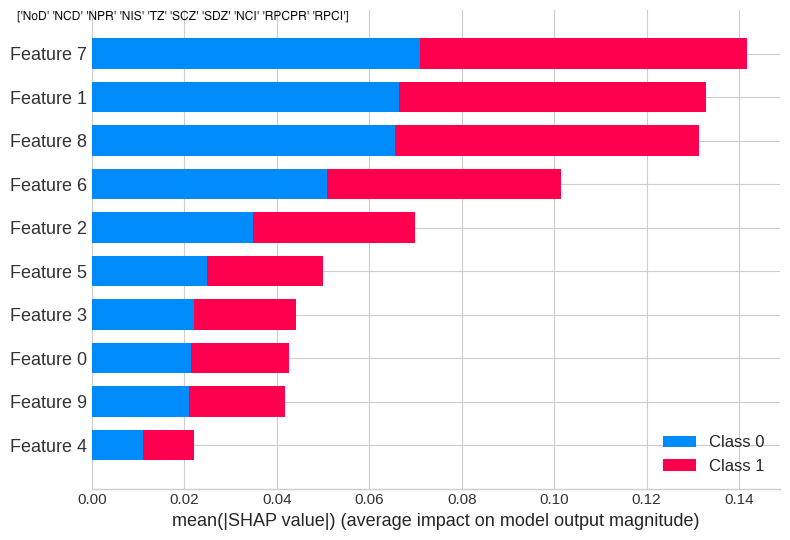 ['NoD' 'NCD' 'NPR' 'NIS' 'TZ' 'SCZ' 'SDZ' 'NCI' 'RPCPR' 'RPCI']
Feature 7
Feature 1
Feature 8
Feature 6
Feature 2
Feature 5
Feature 3
Feature 0
Feature 9
Feature 4
Class 0
Class 1
0.00 0.02 0.04 0.06 0.08 0.10 0.12 0.14
mean(|SHAP value|) (average impact on model output magnitude)